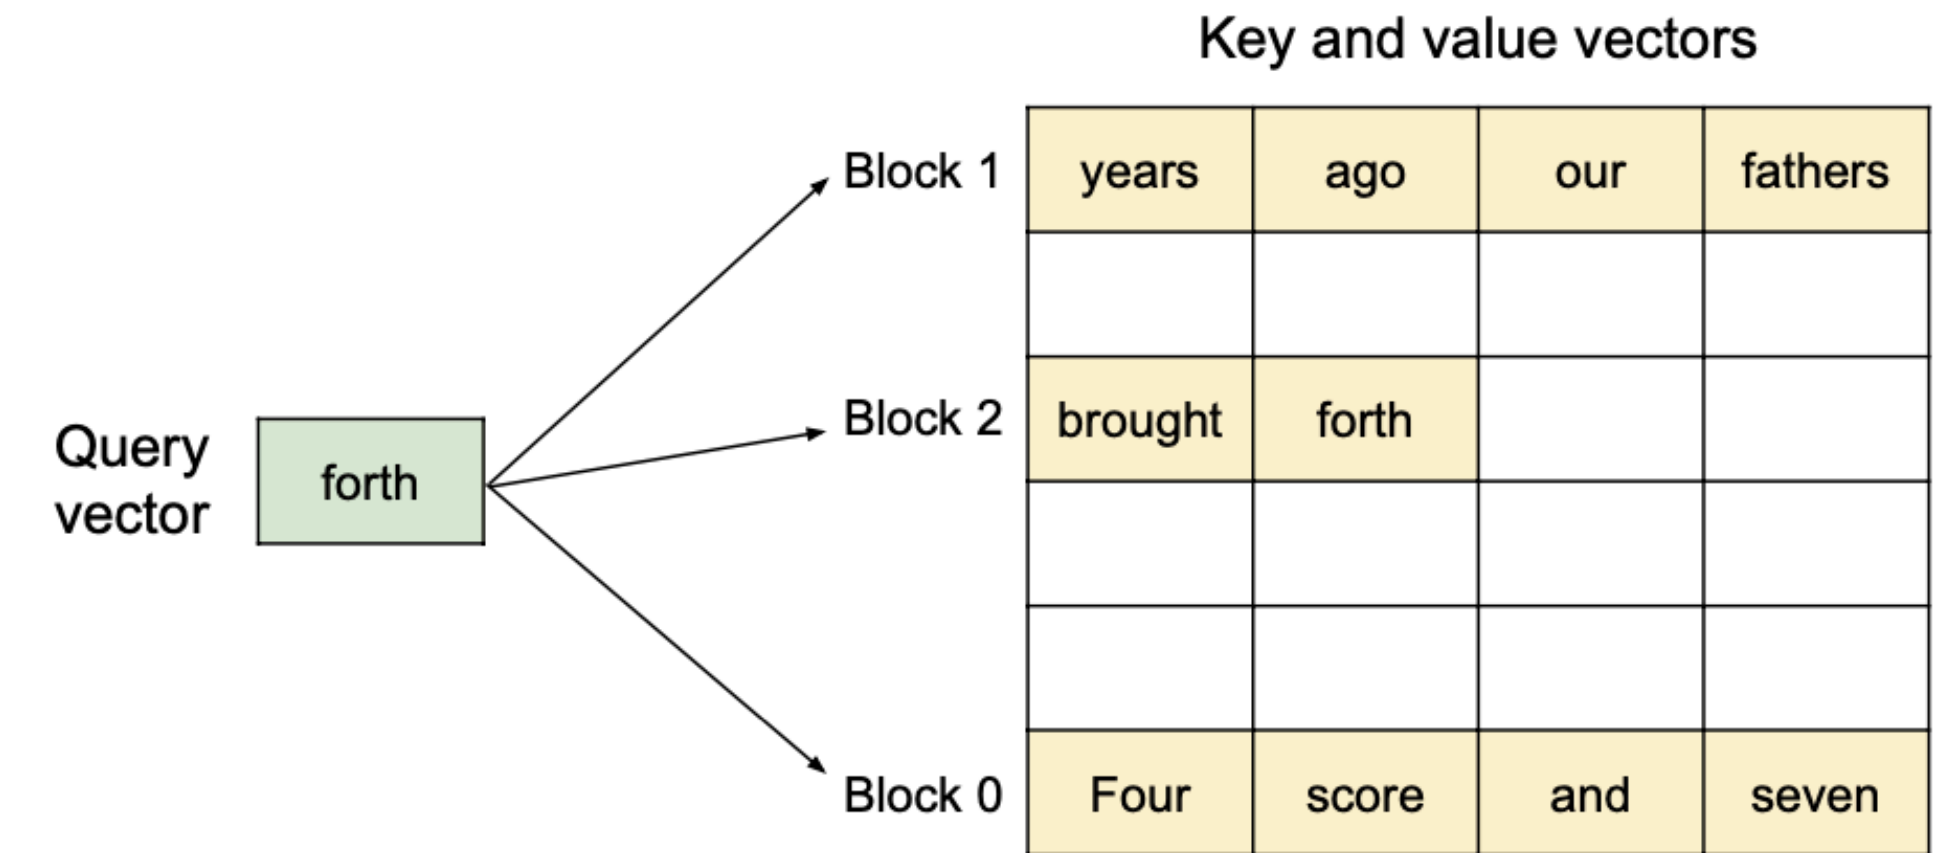 Key and value vectors
Block 1 years ago our fathers
Query
vector
forth
Block 2 brought forth
Block 0 Four score and seven